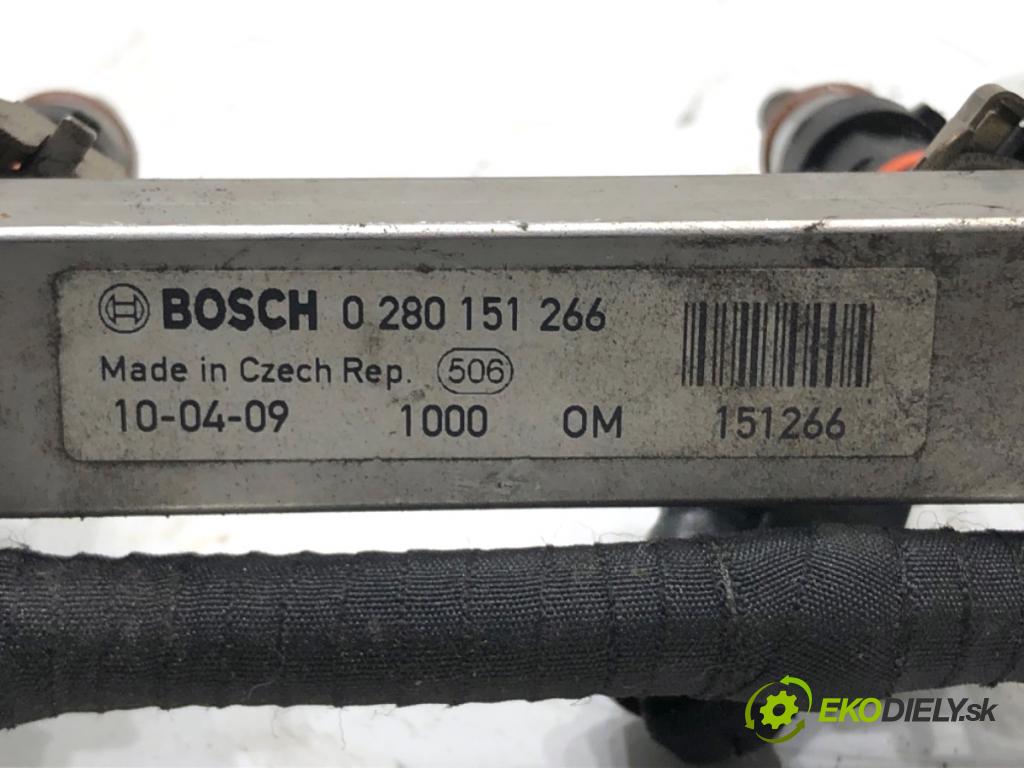 BOSCH 0 280 151 266
Made in Czech Rep. 506
10-04-09 1000 OM 151266
EKODIELY.sk